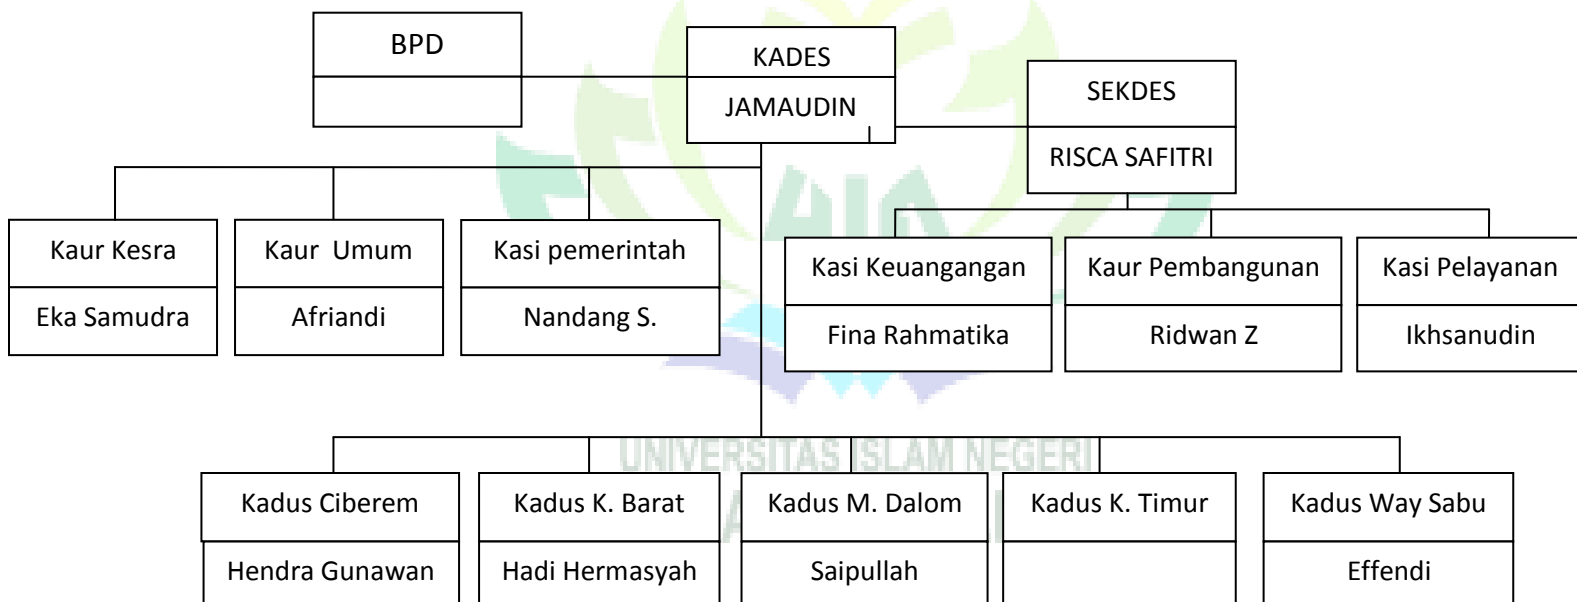 BPD
KADES
JAMAUDIN
SEKDES
RISCA SAFITRI
Kaur Kesra
Eka Samudra
Kaur Umum
Afriandi
Kasi pemerintah
Nandang S.
Kasi Keuangangan
Fina Rahmatika
Kaur Pembangunan
Ridwan Z
Kasi Pelayanan
Ikhsanudin
UNIVERSITAS ISLAM NEGERI
Kadus Ciberem
Hendra Gunawan
Kadus K. Barat
Hadi Hermasyah
Kadus M. Dalom
Saipullah
Kadus K. Timur
Kadus Way Sabu
Effendi